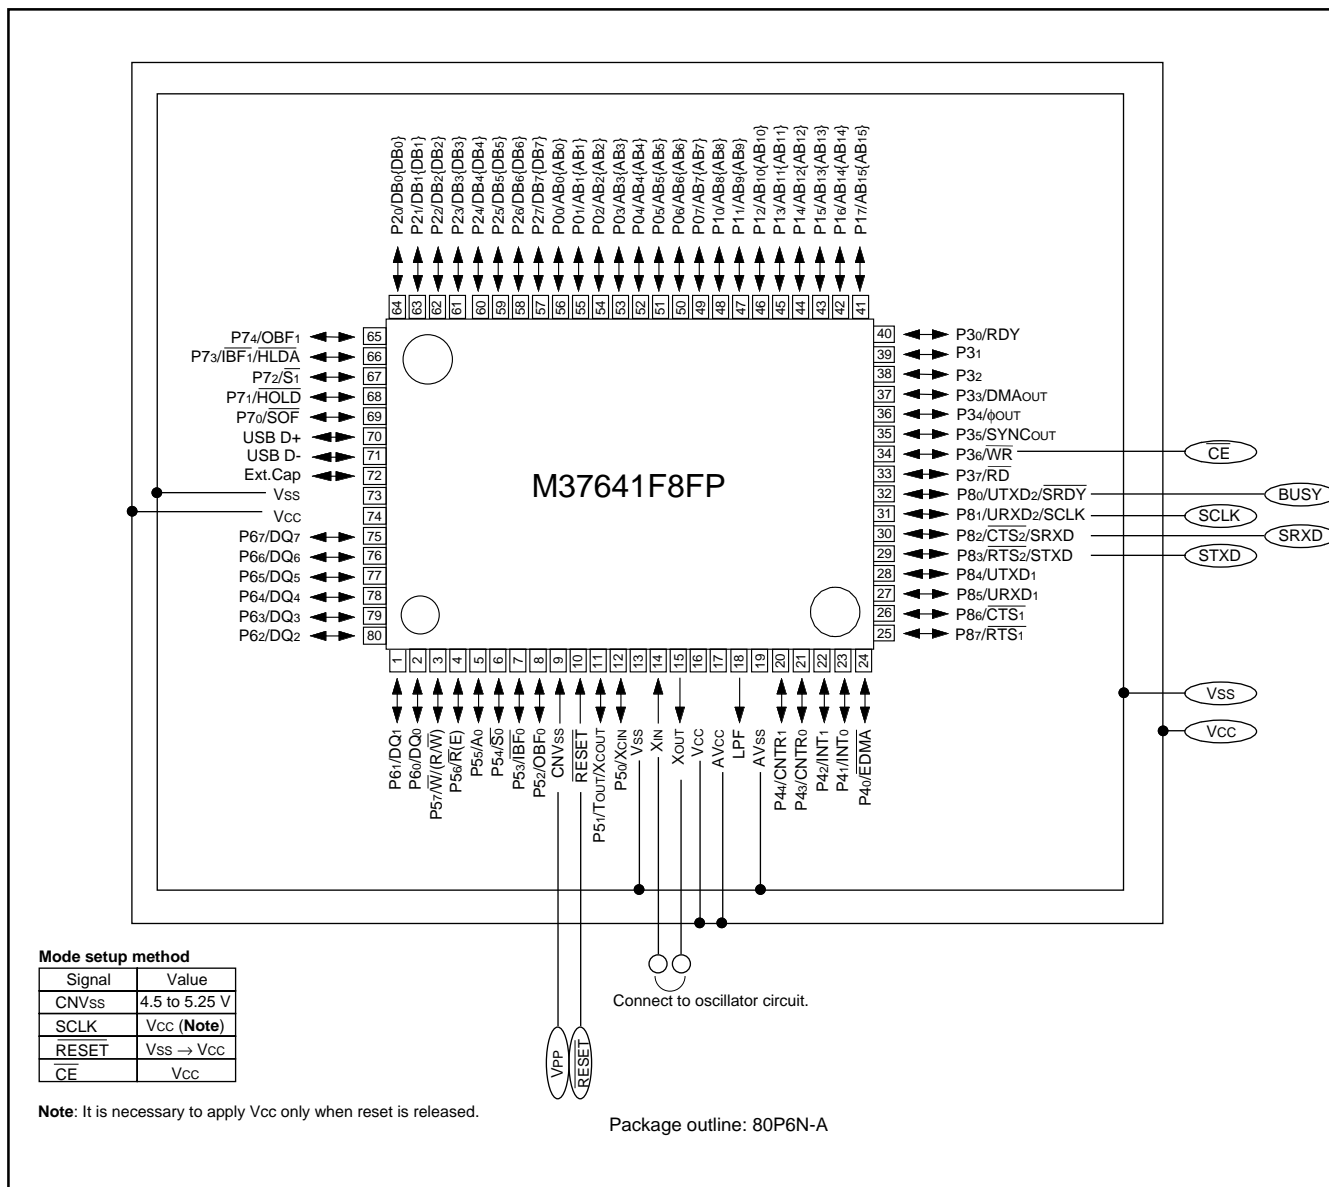 P20/DB0{DB0}
P21/DB1{DB1}
P22/DB2{DB2}
P23/DB3{DB3}
P24/DB4{DB4}
P25/DB5{DB5}
P26/DB6{DB6}
P27/DB7{DB7}
P00/AB0{AB0}
P01/AB1{AB1}
P02/AB2{AB2}
P03/AB3{AB3}
P04/AB4{AB4}
P05/AB5{AB5}
P06/AB6{AB6}
P07/AB7{AB7}
P10/AB8{AB8}
P11/AB9{AB9}
P12/AB10{AB10}
P13/AB11{AB11}
P14/AB12{AB12}
P15/AB13{AB13}
P16/AB14{AB14}
P17/AB15{AB15}
64 63 62 61 60 59 58 57 56 55 54 53 52 51 50 49 48 47 46 45 44 43 42 41
P74/OBF1 65
P73/IBF1/HLDA 66
P72/S1 67
P71/HOLD 68
P70/SOF 69
USB D+ 70
USB D- 71
Ext.Cap 72
Vss 73
Vcc 74
P67/DQ7 75
P66/DQ6 76
P65/DQ5 77
P64/DQ4 78
P63/DQ3 79
P62/DQ2 80
M37641F8FP
40 P30/RDY
39 P31
38 P32
37 P33/DMAOUT
36 P34/ϕOUT
35 P35/SYNCOUT
34 P36/WR CE
33 P37/RD
32 P80/UTXD2/SRDY BUSY
31 P81/URXD2/SCLK SCLK
30 P82/CTS2/SRXD SRXD
29 P83/RTS2/STXD STXD
28 P84/UTXD1
27 P85/URXD1
26 P86/CTS1
25 P87/RTS1
Vss
Vcc
1 2 3 4 5 6 7 8 9 10 11 12 13 14 15 16 17 18 19 20 21 22 23 24
P61/DQ1
P60/DQ0
P57/W/(R/W)
P56/R(E)
P55/A0
P54/S0
P53/IBF0
P52/OBF0
CNVss
RESET
P51/TOUT/XCOUT
P50/XCIN
Vss
XIN
XOUT
Vcc
AVcc
LPF
AVss
P44/CNTR1
P43/CNTR0
P42/INT1
P41/INT0
P40/EDMA
Connect to oscillator circuit.
VPP
RESET
Mode setup method
Signal Value
CNVss 4.5 to 5.25 V
SCLK Vcc (Note)
RESET Vss → Vcc
CE Vcc
Note: It is necessary to apply Vcc only when reset is released.
Package outline: 80P6N-A